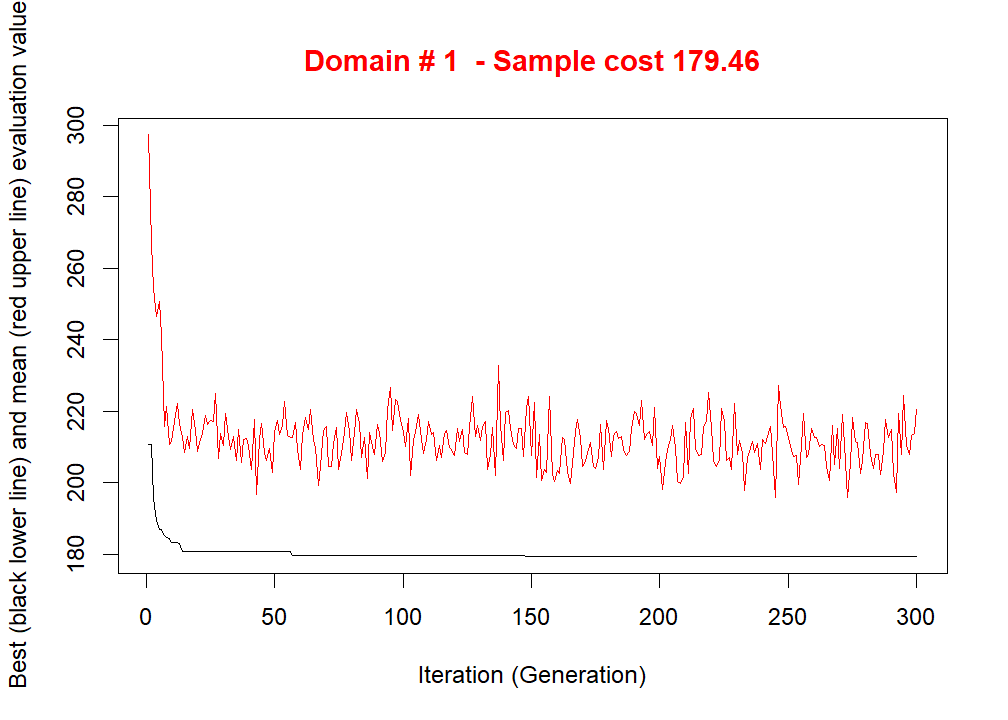 Domain # 1  - Sample cost 179.46
Best (black lower line) and mean (red upper line) evaluation value
300
280
260
240
220
200
180
0 50 100 150 200 250 300
Iteration (Generation)